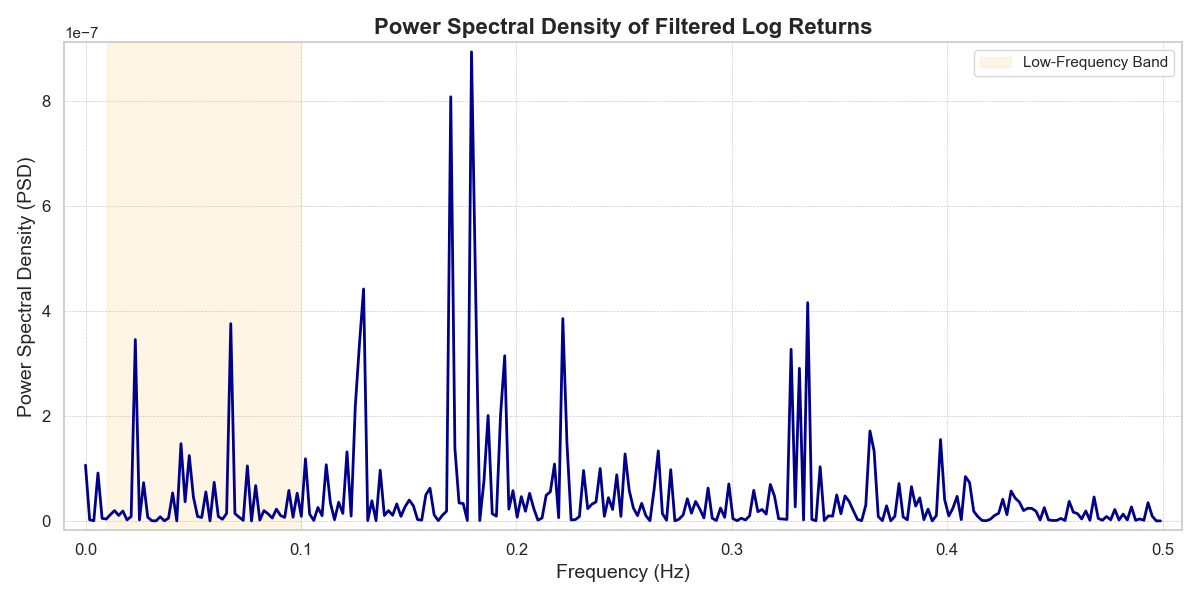 Power Spectral Density of Filtered Log Returns
1e−7
Low-Frequency Band
8
6
4
2
0
Power Spectral Density (PSD)
0.0 0.1 0.2 0.3 0.4 0.5
Frequency (Hz)